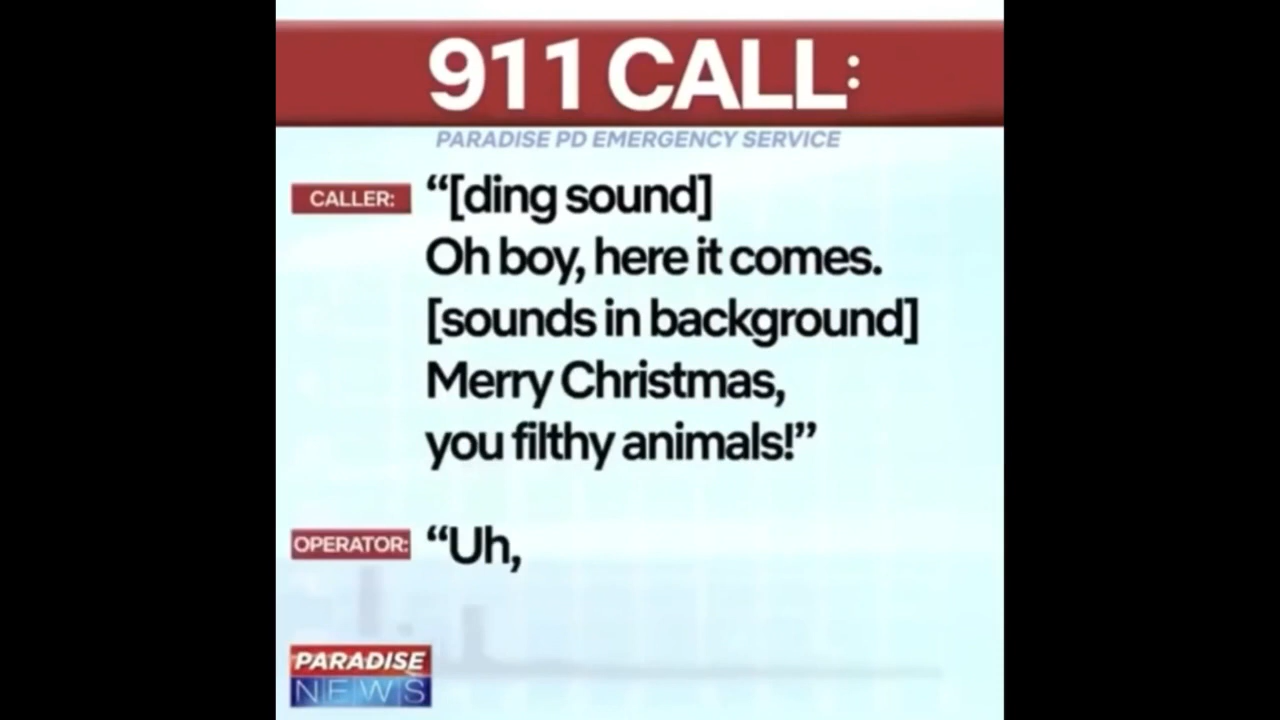 911 CALL:
PARADISE PD EMERGENCY SERVICE
CALLER: “[ding sound]
Oh boy, here it comes.
[sounds in background]
Merry Christmas,
you filthy animals!”
OPERATOR: “Uh,
PARADISE
NEWS